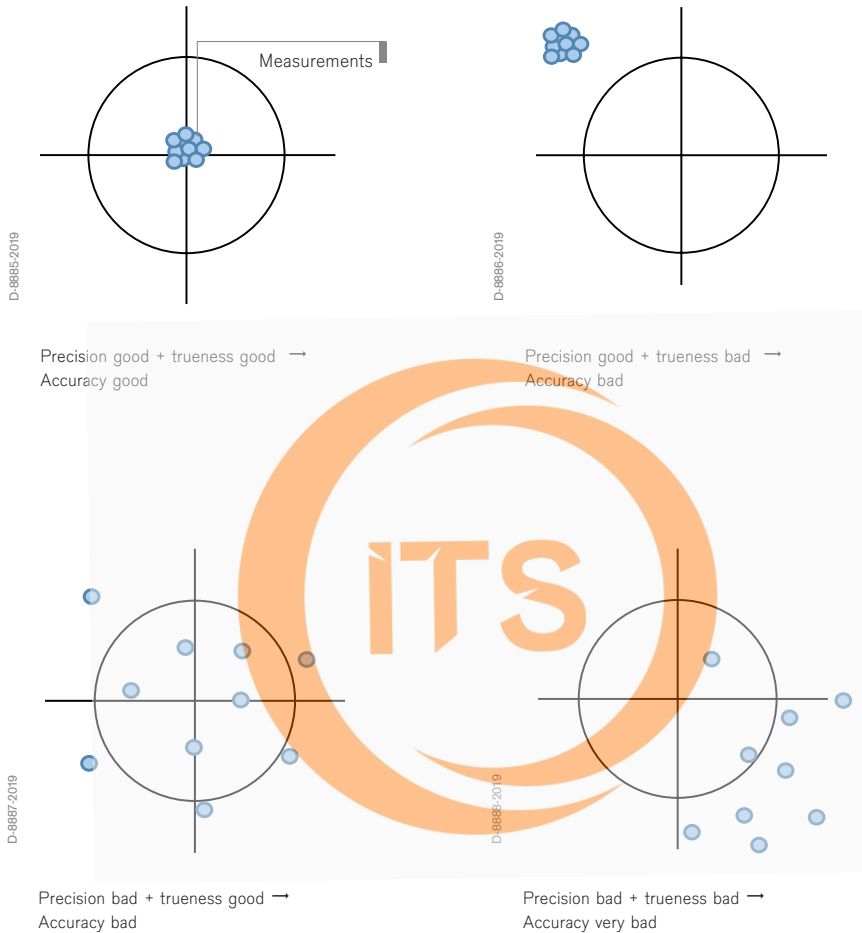 Measurements
D-8885-2019
D-8886-2019
Precision good + trueness good →
Accuracy good
Precision good + trueness bad →
Accuracy bad
ITS
D-8887-2019
D-8888-2019
Precision bad + trueness good →
Accuracy bad
Precision bad + trueness bad →
Accuracy very bad